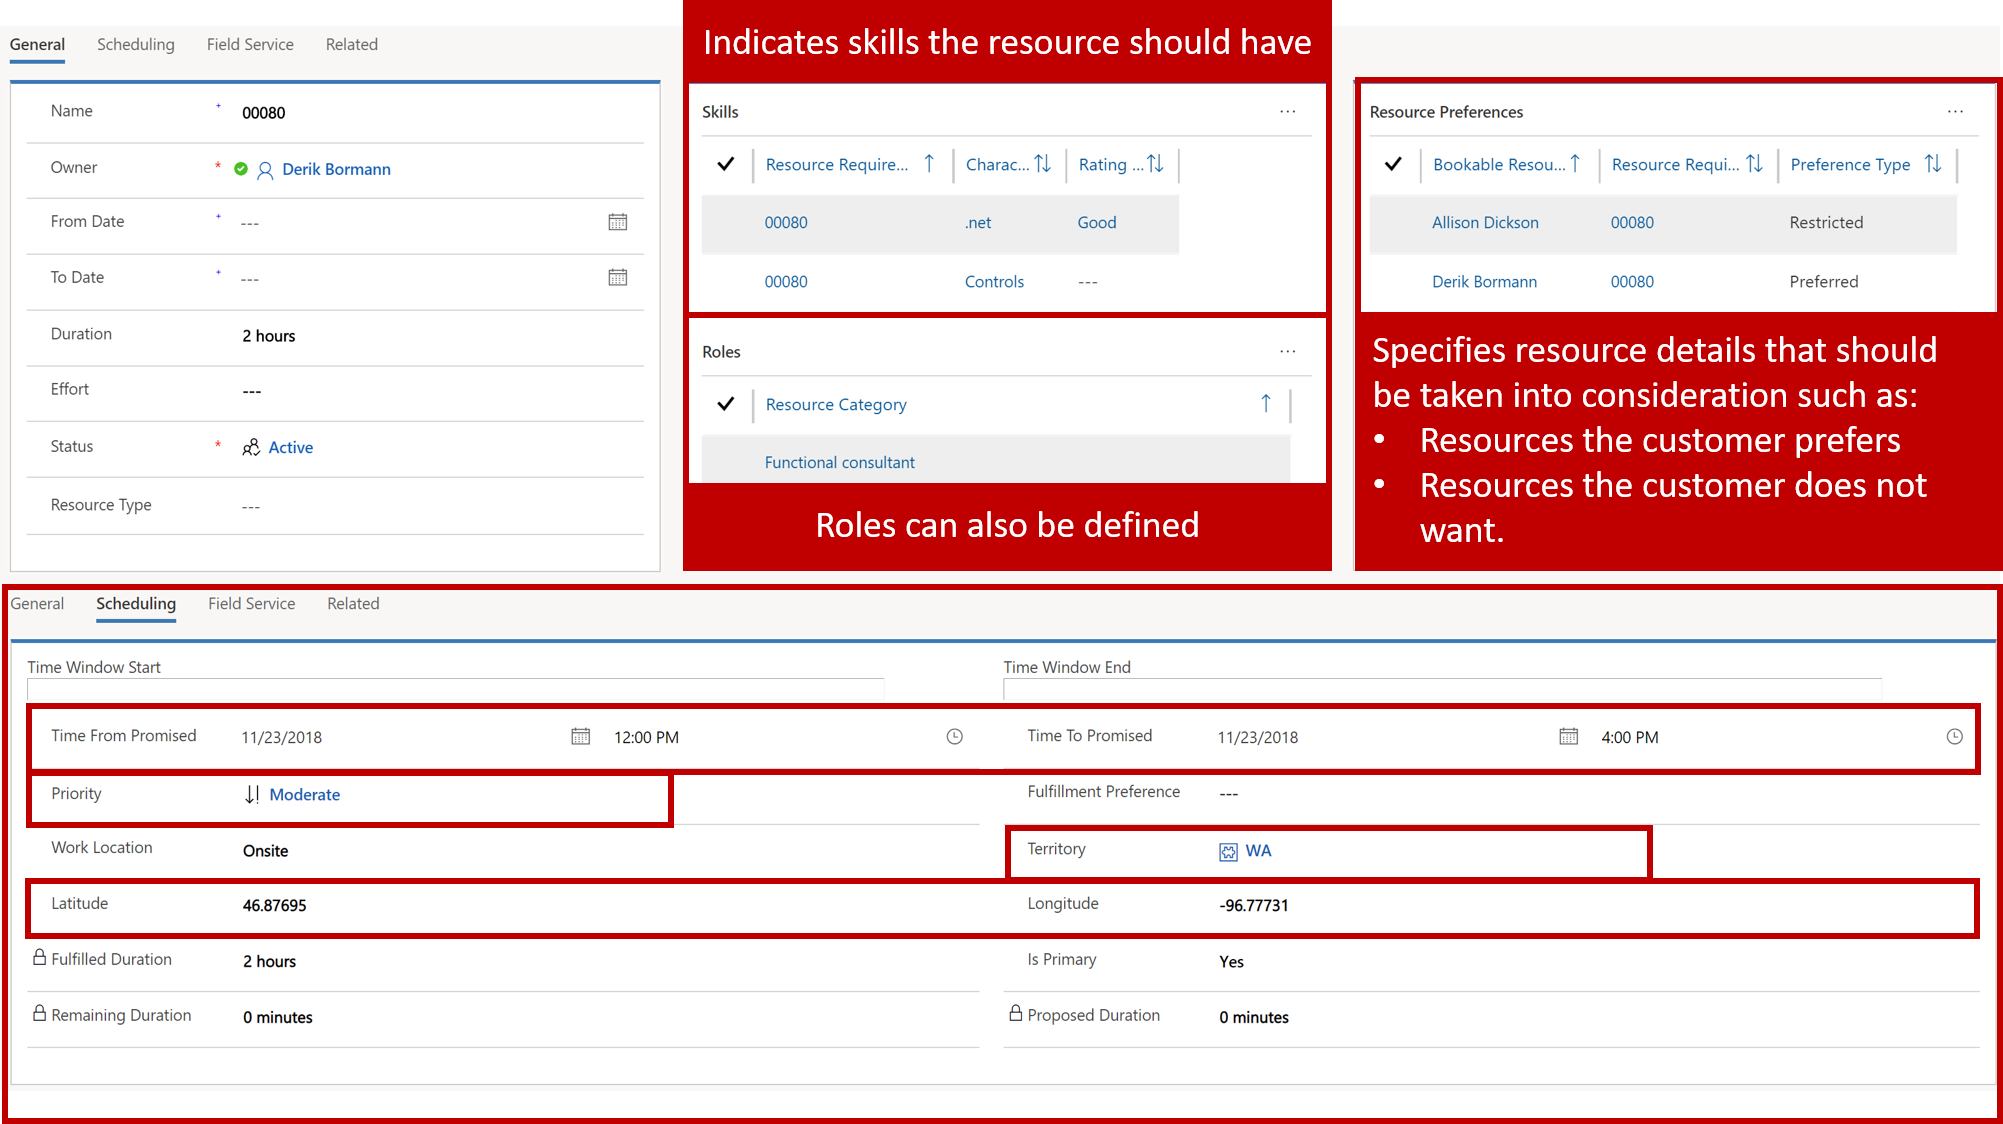 General Scheduling Field Service Related
Name * 00080
Owner * Derik Bormann
From Date * ---
To Date * ---
Duration 2 hours
Effort ---
Status * Active
Resource Type ---
Indicates skills the resource should have
Skills ...
Resource Require... Charac... Rating ...
00080 .net Good
00080 Controls ---
Roles ...
Resource Category
Functional consultant
Roles can also be defined
Resource Preferences ...
Bookable Resou... Resource Requi... Preference Type
Allison Dickson 00080 Restricted
Derik Bormann 00080 Preferred
Specifies resource details that should
be taken into consideration such as:
• Resources the customer prefers
• Resources the customer does not
want.
General Scheduling Field Service Related
Time Window Start Time Window End
Time From Promised 11/23/2018 12:00 PM Time To Promised 11/23/2018 4:00 PM
Priority Moderate Fulfillment Preference ---
Work Location Onsite Territory WA
Latitude 46.87695 Longitude -96.77731
Fulfilled Duration 2 hours Is Primary Yes
Remaining Duration 0 minutes Proposed Duration 0 minutes